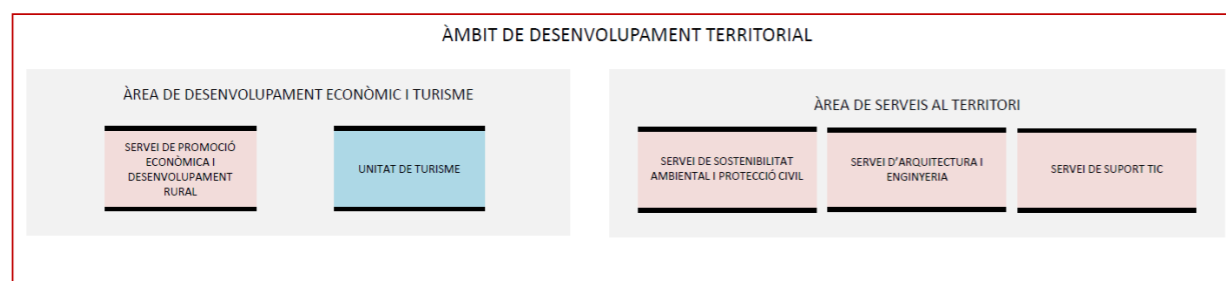 ÀMBIT DE DESENVOLUPAMENT TERRITORIAL
ÀREA DE DESENVOLUPAMENT ECONÒMIC I TURISME
SERVEI DE PROMOCIÓ
ECONÒMICA I
DESENVOLUPAMENT
RURAL
UNITAT DE TURISME
ÀREA DE SERVEIS AL TERRITORI
SERVEI DE SOSTENIBILITAT
AMBIENTAL I PROTECCIÓ CIVIL
SERVEI D'ARQUITECTURA I
ENGINYERIA
SERVEI DE SUPORT TIC